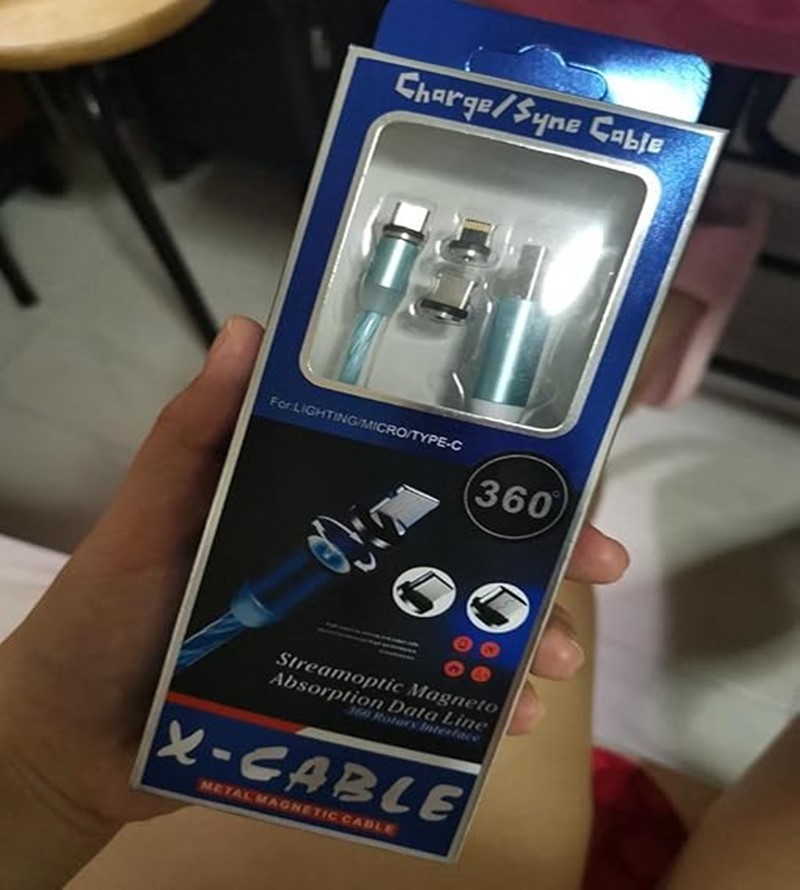 Charge/Syne Cable
For:LIGHTING/MICRO/TYPE-C
360°
Streamoptic Magneto
Absorption Data Line
360 Rotary Interface
X-CABLE
METAL MAGNETIC CABLE